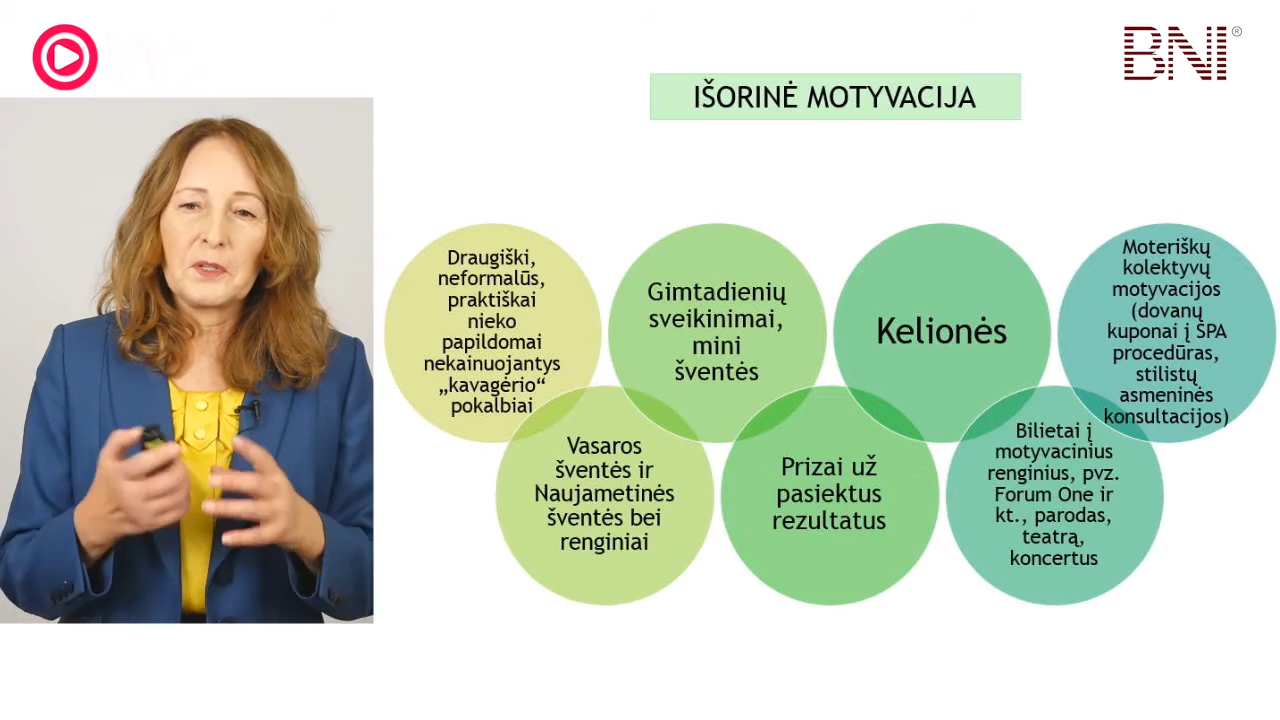 BNI®
IŠORINĖ MOTYVACIJA
Draugiški,
neformalūs,
praktiškai
nieko
papildomai
nekainuojantys
„kavagėrio“
pokalbiai
Vasaros
šventės ir
Naujametinės
šventės bei
renginiai
Gimtadienių
sveikinimai,
mini
šventės
Prizai už
pasiektus
rezultatus
Kelionės
Bilietai į
motyvacinius
renginius, pvz.
Forum One ir
kt., parodas,
teatrą,
koncertus
Moteriškų
kolektyvų
motyvacijos
(dovanų
kuponai į ŠPA
procedūras,
stilistų
asmeninės
konsultacijos)